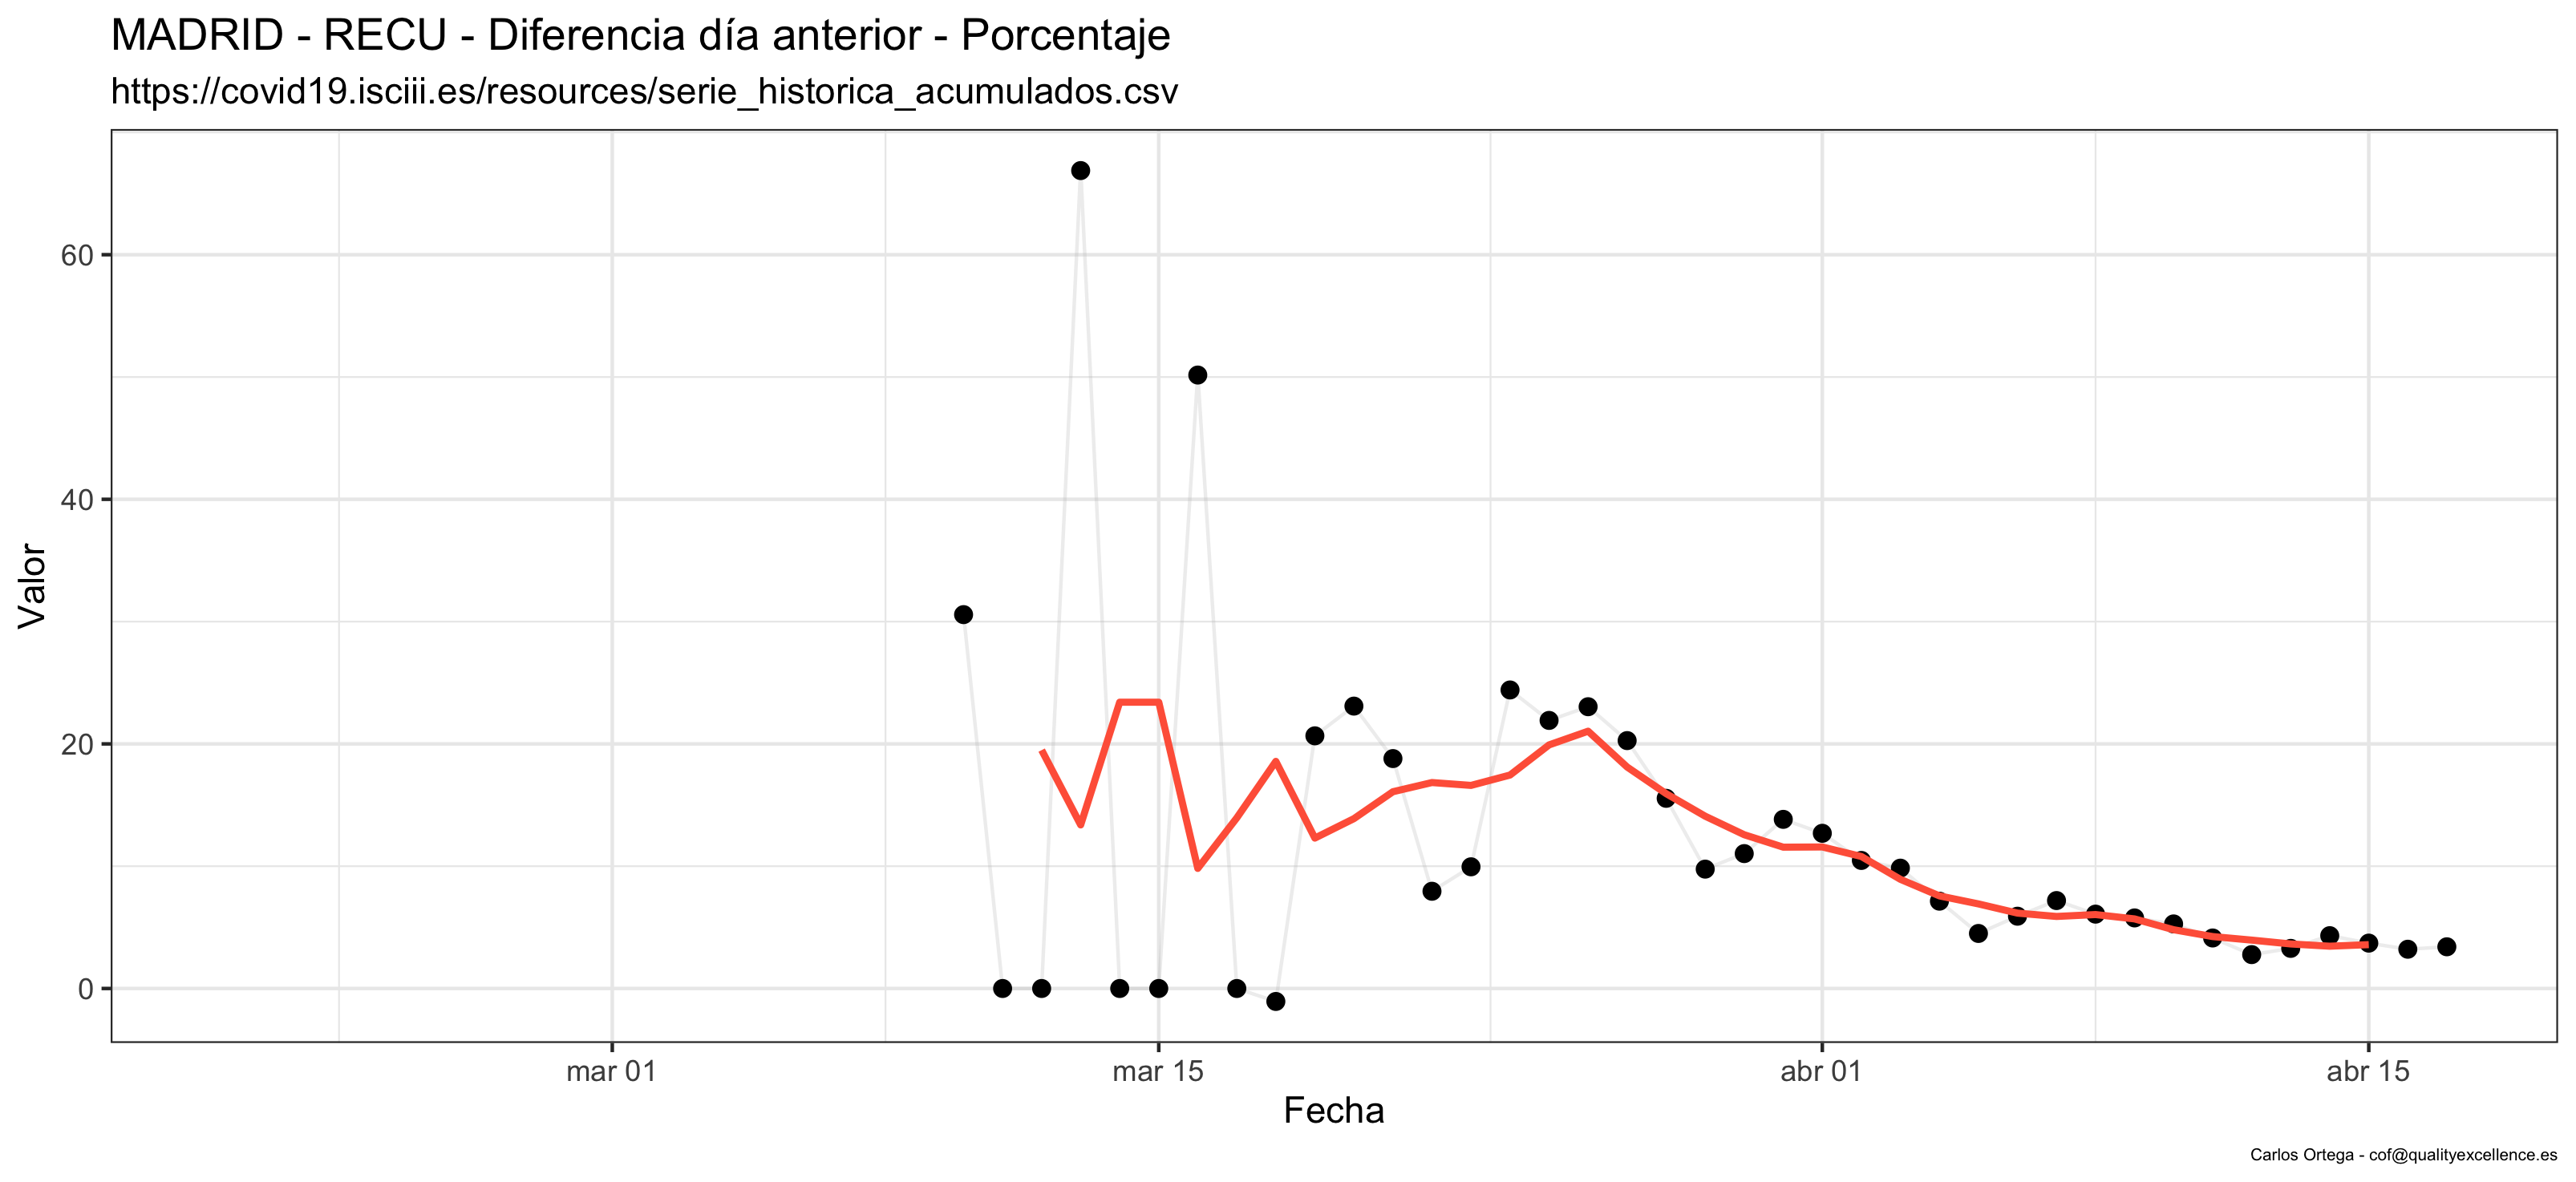 MADRID - RECU - Diferencia día anterior - Porcentaje
https://covid19.isciii.es/resources/serie_historica_acumulados.csv
Valor
60
40
20
0
mar 01
mar 15
abr 01
abr 15
Fecha
Carlos Ortega - cof@qualityexcellence.es